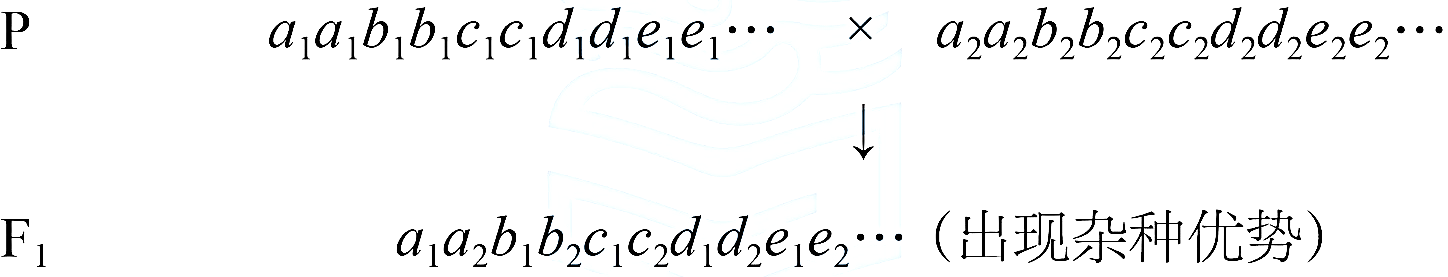 P a₁a₁b₁b₁c₁c₁d₁d₁e₁e₁⋯ × a₂a₂b₂b₂c₂c₂d₂d₂e₂e₂⋯
↓
F₁ a₁a₂b₁b₂c₁c₂d₁d₂e₁e₂⋯（出现杂种优势）